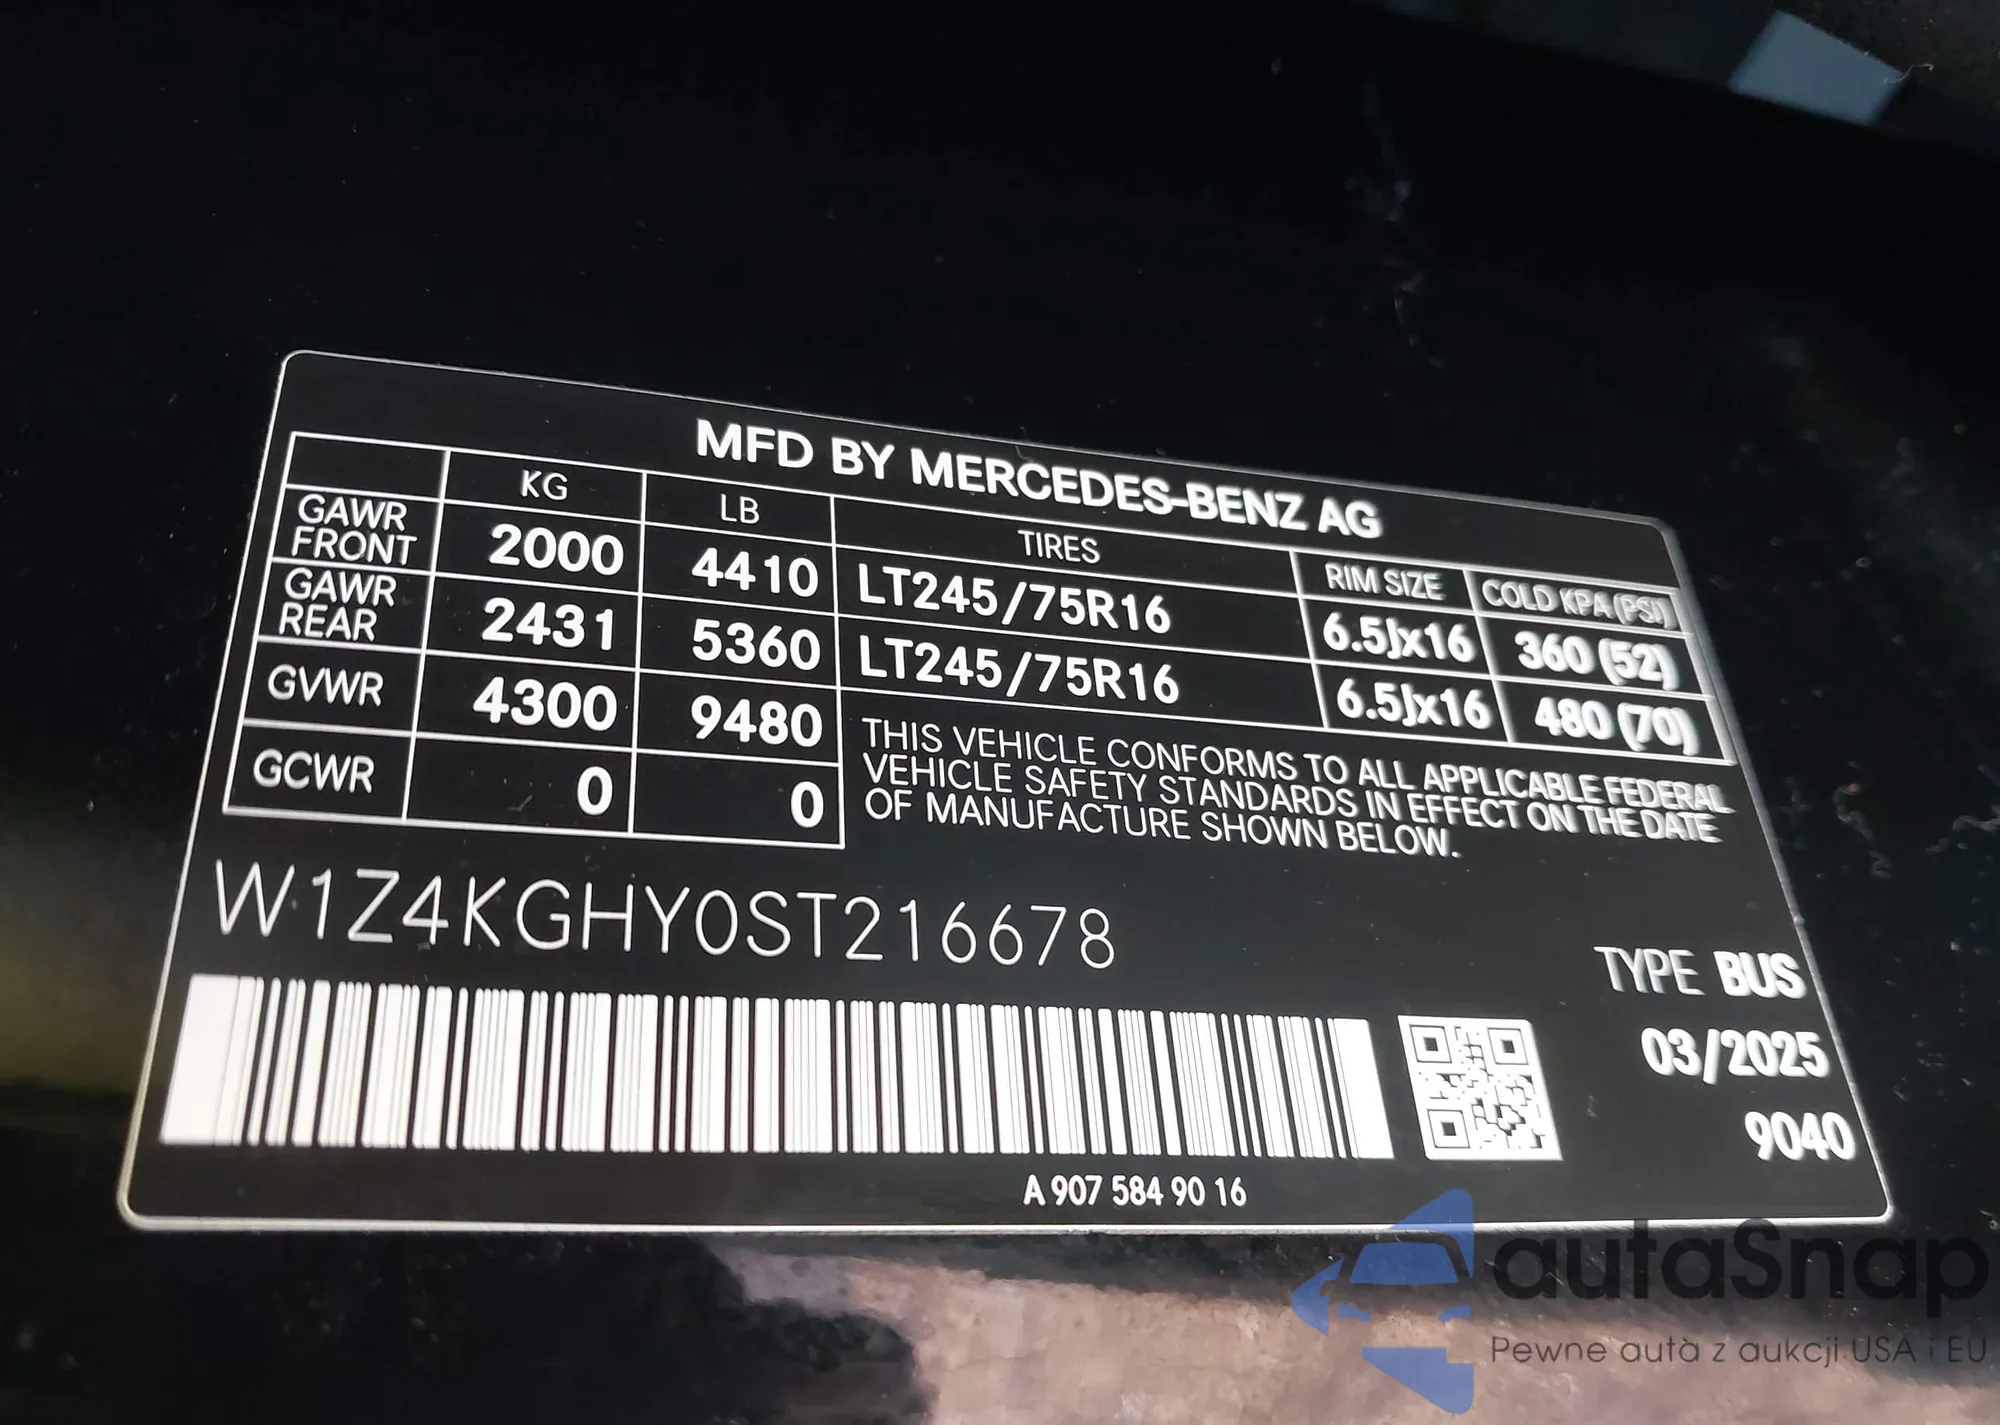 MFD BY MERCEDES-BENZ AG
KG LB TIRES RIM SIZE COLD KPA (PSI)
GAWR FRONT 2000 4410 LT245/75R16 6.5Jx16 360 (52)
GAWR REAR 2431 5360 LT245/75R16 6.5Jx16 480 (70)
GVWR 4300 9480
GCWR 0 0
THIS VEHICLE CONFORMS TO ALL APPLICABLE FEDERAL
VEHICLE SAFETY STANDARDS IN EFFECT ON THE DATE
OF MANUFACTURE SHOWN BELOW.
W1Z4KGHY0ST216678
TYPE BUS
03/2025
9040
A 907 584 90 16
autaSnap
Pewne auta z aukcji USA i EU